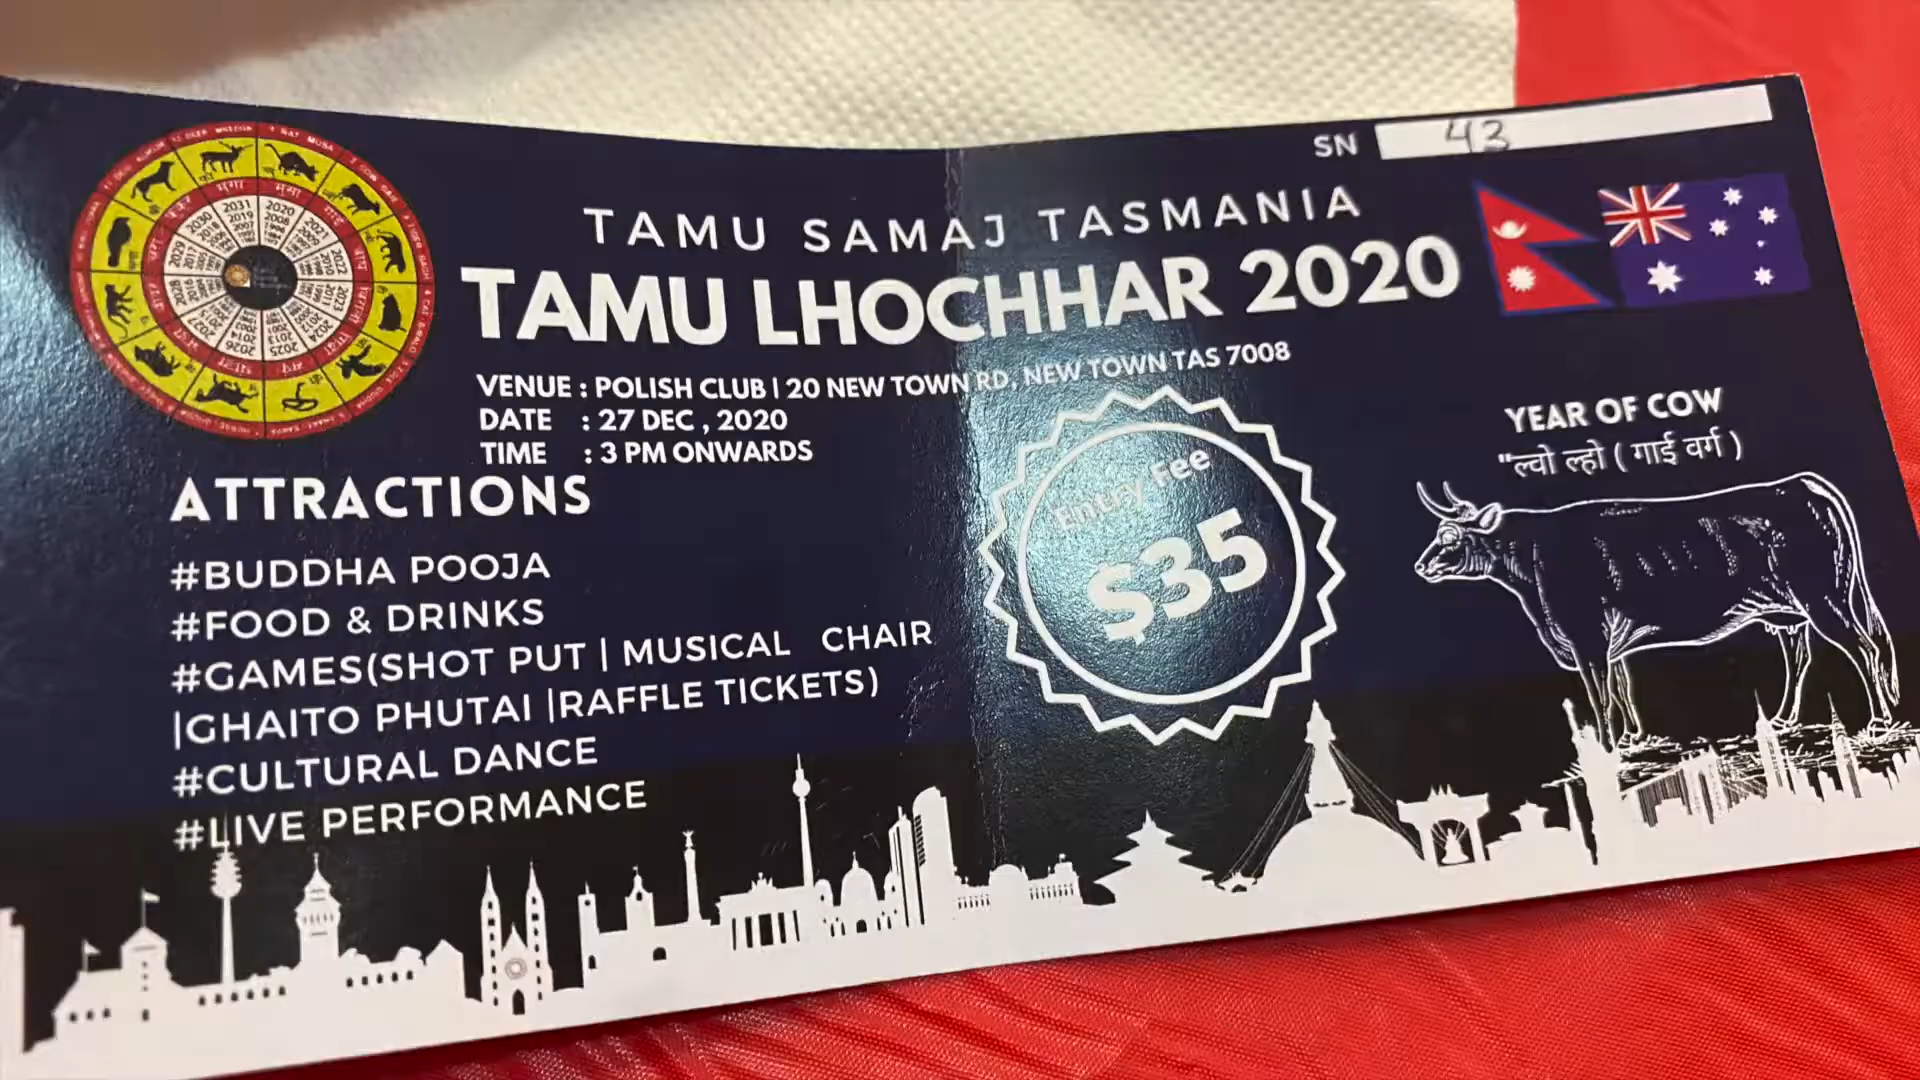 SN 43
TAMU SAMAJ TASMANIA
TAMU LHOCHHAR 2020
VENUE : POLISH CLUB | 20 NEW TOWN RD, NEW TOWN TAS 7008
DATE : 27 DEC , 2020
TIME : 3 PM ONWARDS
ATTRACTIONS
#BUDDHA POOJA
#FOOD & DRINKS
#GAMES(SHOT PUT | MUSICAL CHAIR
|GHAITO PHUTAI |RAFFLE TICKETS)
#CULTURAL DANCE
#LIVE PERFORMANCE
Entry Fee
$35
YEAR OF COW
"ल्वो ल्हो ( गाई वर्ग )